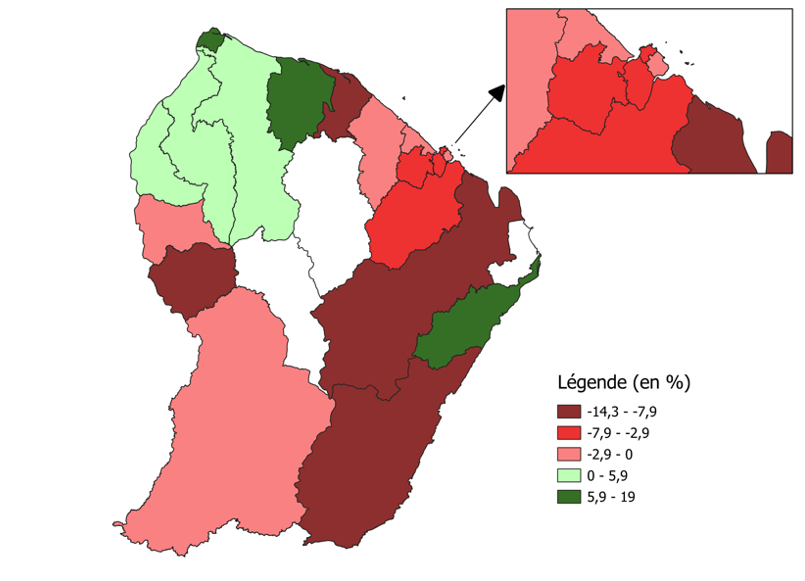 Légende (en %)
-14,3 - -7,9
-7,9 - -2,9
-2,9 - 0
0 - 5,9
5,9 - 19